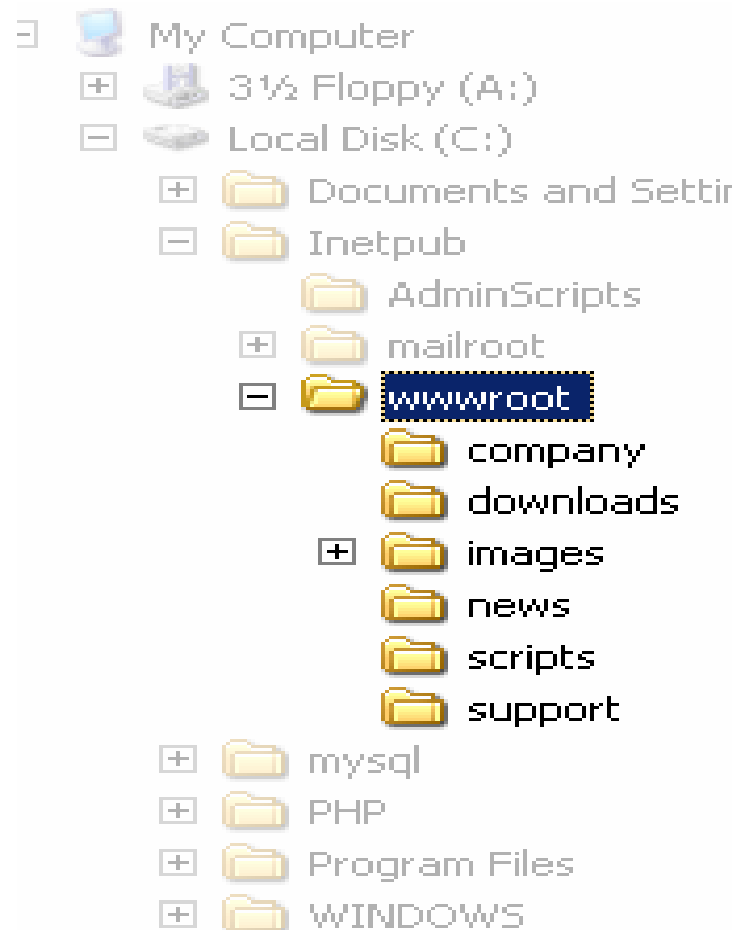 My Computer
3½ Floppy (A:)
Local Disk (C:)
Documents and Settin
Inetpub
AdminScripts
mailroot
wwwroot
company
downloads
images
news
scripts
support
mysql
PHP
Program Files
WINDOWS